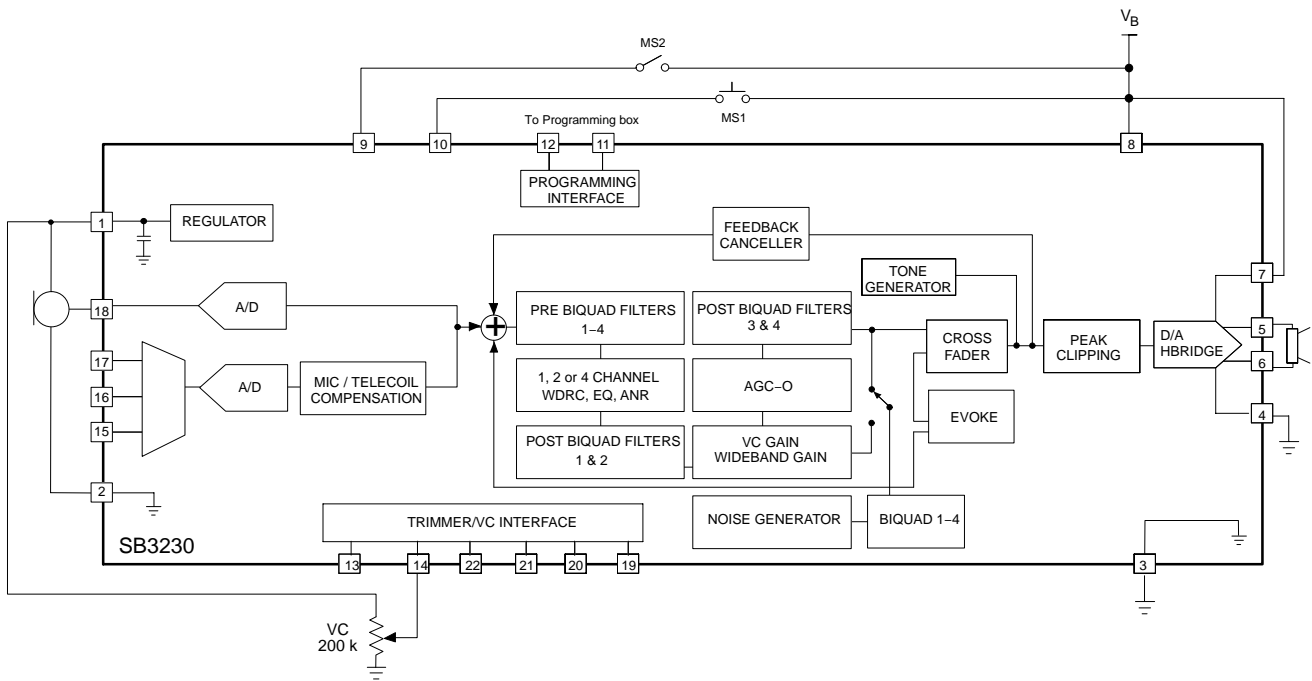 V_B
MS2
MS1
To Programming box
9
10
12
11
8
PROGRAMMING
INTERFACE
1
REGULATOR
FEEDBACK
CANCELLER
TONE
GENERATOR
7
18
A/D
+
PRE BIQUAD FILTERS
1–4
POST BIQUAD FILTERS
3 & 4
CROSS
FADER
PEAK
CLIPPING
D/A
HBRIDGE
5
6
17
16
15
A/D
MIC / TELECOIL
COMPENSATION
1, 2 or 4 CHANNEL
WDRC, EQ, ANR
AGC–O
EVOKE
4
POST BIQUAD FILTERS
1 & 2
VC GAIN
WIDEBAND GAIN
2
NOISE GENERATOR
BIQUAD 1–4
TRIMMER/VC INTERFACE
SB3230
13
14
22
21
20
19
3
VC
200 k